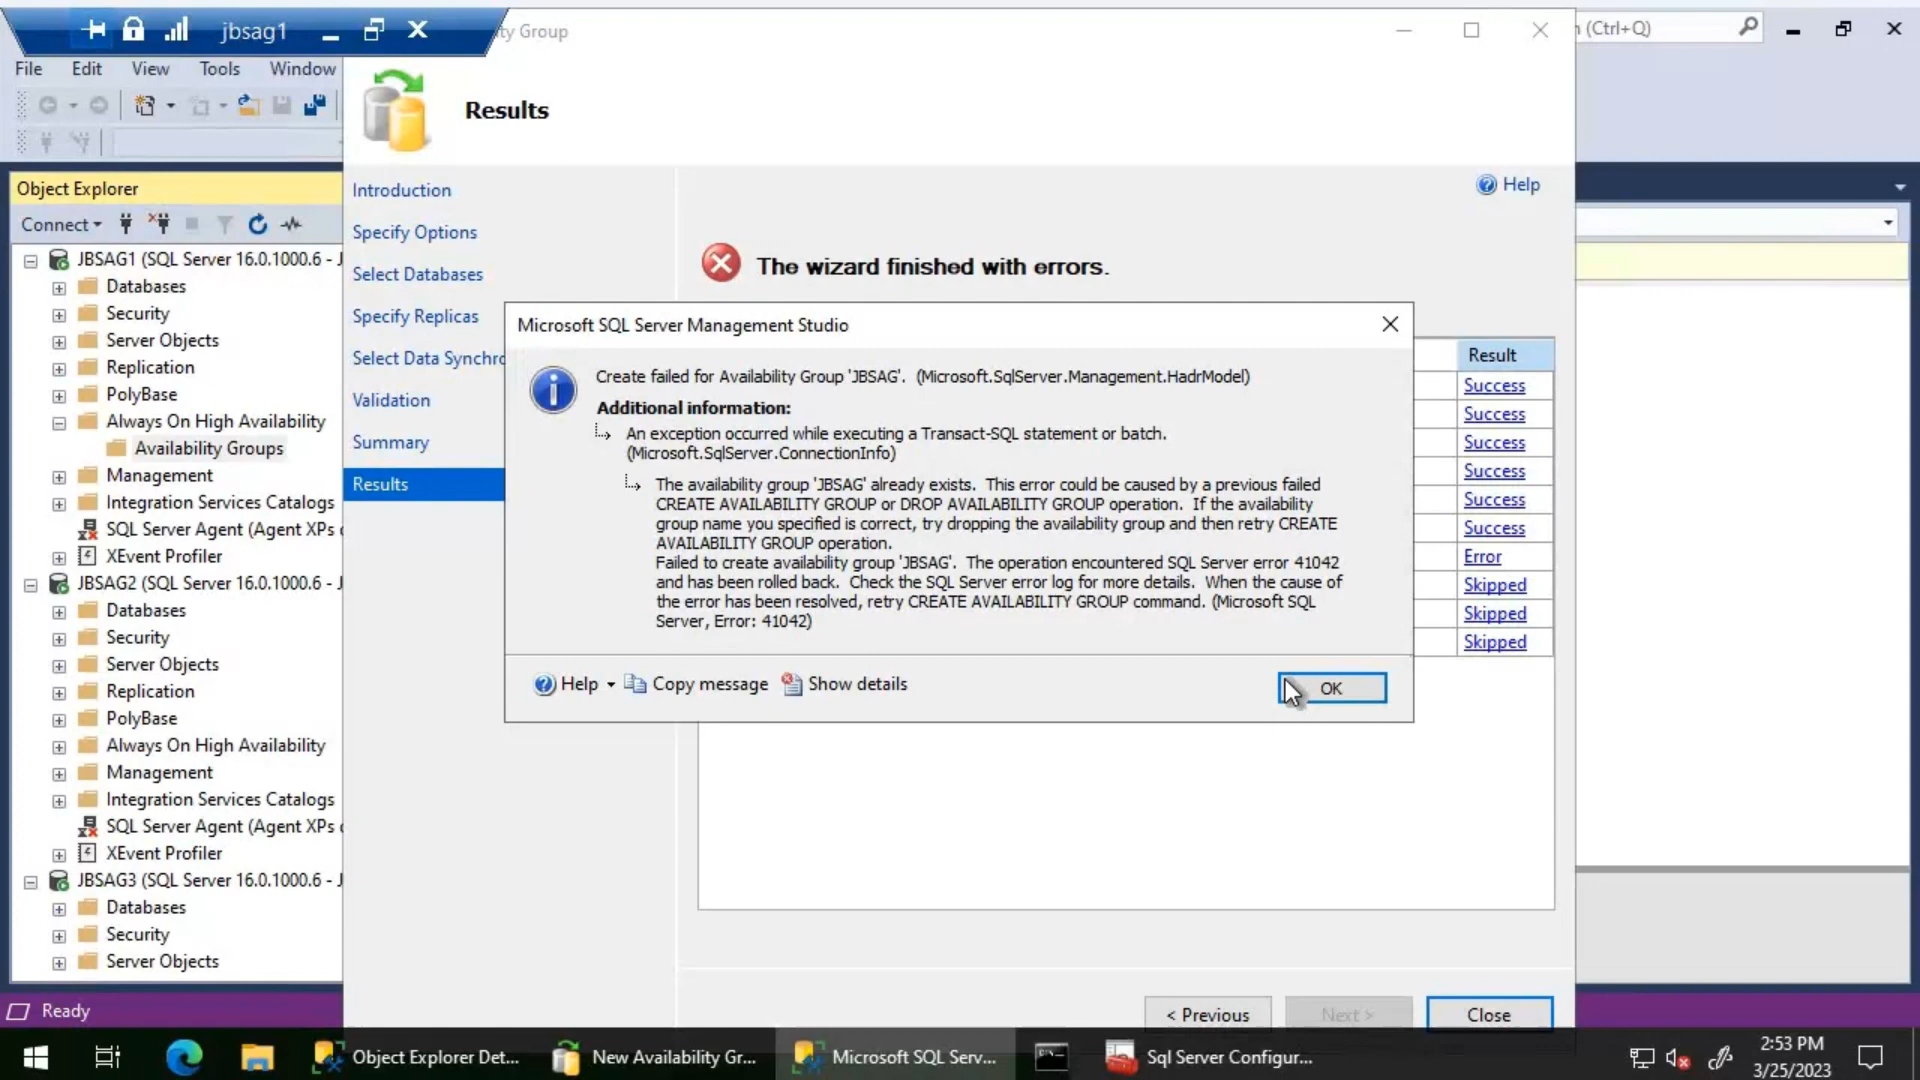 jbsag1
ty Group
(Ctrl+Q)
File Edit View Tools Window
Results
Object Explorer
Connect
JBSAG1 (SQL Server 16.0.1000.6 - J
Databases
Security
Server Objects
Replication
PolyBase
Always On High Availability
Availability Groups
Management
Integration Services Catalogs
SQL Server Agent (Agent XPs
XEvent Profiler
JBSAG2 (SQL Server 16.0.1000.6 - J
Databases
Security
Server Objects
Replication
PolyBase
Always On High Availability
Management
Integration Services Catalogs
SQL Server Agent (Agent XPs
XEvent Profiler
JBSAG3 (SQL Server 16.0.1000.6 - J
Databases
Security
Server Objects
Ready
Introduction
Specify Options
Select Databases
Specify Replicas
Select Data Synchro
Validation
Summary
Results
Help
The wizard finished with errors.
Result
Success
Success
Success
Success
Success
Success
Error
Skipped
Skipped
Skipped
Microsoft SQL Server Management Studio
Create failed for Availability Group 'JBSAG'. (Microsoft.SqlServer.Management.HadrModel)
Additional information:
An exception occurred while executing a Transact-SQL statement or batch.
(Microsoft.SqlServer.ConnectionInfo)
The availability group 'JBSAG' already exists. This error could be caused by a previous failed
CREATE AVAILABILITY GROUP or DROP AVAILABILITY GROUP operation. If the availability
group name you specified is correct, try dropping the availability group and then retry CREATE
AVAILABILITY GROUP operation.
Failed to create availability group 'JBSAG'. The operation encountered SQL Server error 41042
and has been rolled back. Check the SQL Server error log for more details. When the cause of
the error has been resolved, retry CREATE AVAILABILITY GROUP command. (Microsoft SQL
Server, Error: 41042)
Help Copy message Show details OK
< Previous Next > Close
Object Explorer Det... New Availability Gr... Microsoft SQL Serv... Sql Server Configur...
2:53 PM
3/25/2023